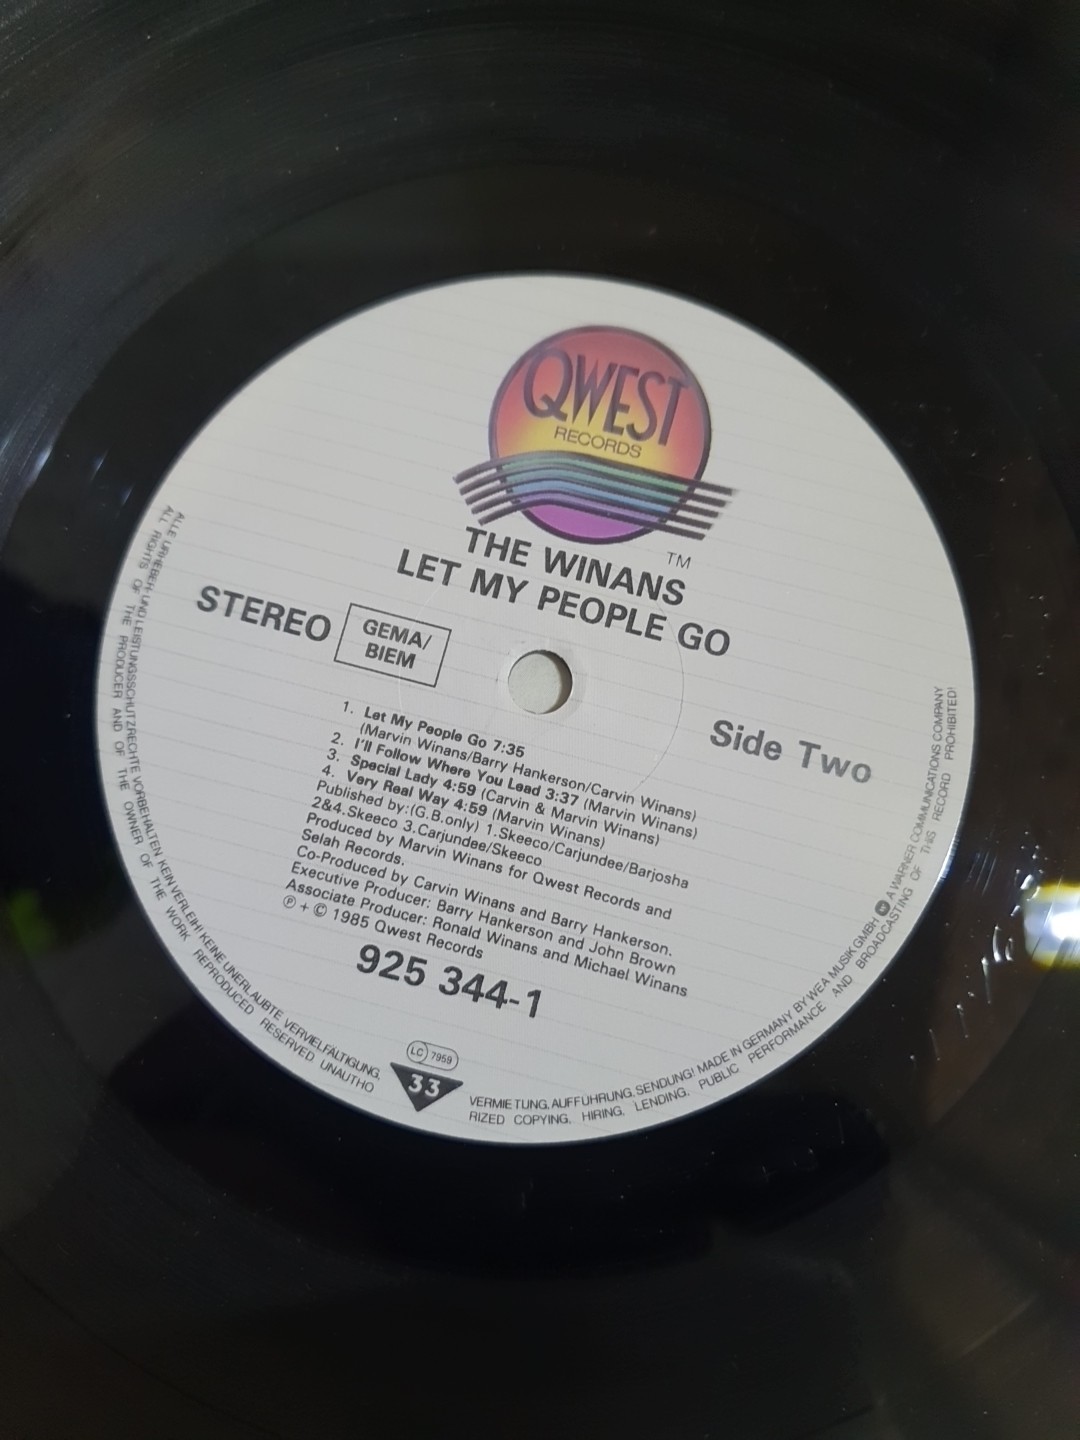 QWEST
RECORDS
TM
THE WINANS
LET MY PEOPLE GO
STEREO
GEMA/
BIEM
Side Two
1. Let My People Go 7:35
(Marvin Winans/Barry Hankerson/Carvin Winans)
2. I'll Follow Where You Lead 3:37 (Marvin Winans)
3. Special Lady 4:59 (Carvin & Marvin Winans)
4. Very Real Way 4:59 (Marvin Winans)
Published by:(G.B.only) 1.Skeeco/Carjundee/Barjosha
2&4.Skeeco 3.Carjundee/Skeeco
Produced by Marvin Winans for Qwest Records and
Selah Records.
Co-Produced by Carvin Winans and Barry Hankerson.
Executive Producer: Barry Hankerson and John Brown
Associate Producer: Ronald Winans and Michael Winans
℗ + © 1985 Qwest Records
925 344-1
LC 7959
33
ALLE URHEBER- UND LEISTUNGSSCHUTZRECHTE VORBEHALTEN. KEIN VERLEIH! KEINE UNERLAUBTE VERVIELFÄLTIGUNG, VERMIETUNG, AUFFÜHRUNG, SENDUNG! MADE IN GERMANY BY WEA MUSIK GMBH A WARNER COMMUNICATIONS COMPANY
ALL RIGHTS OF THE PRODUCER AND OF THE OWNER OF THE WORK REPRODUCED RESERVED UNAUTHORIZED COPYING, HIRING, LENDING, PUBLIC PERFORMANCE AND BROADCASTING OF THIS RECORD PROHIBITED!